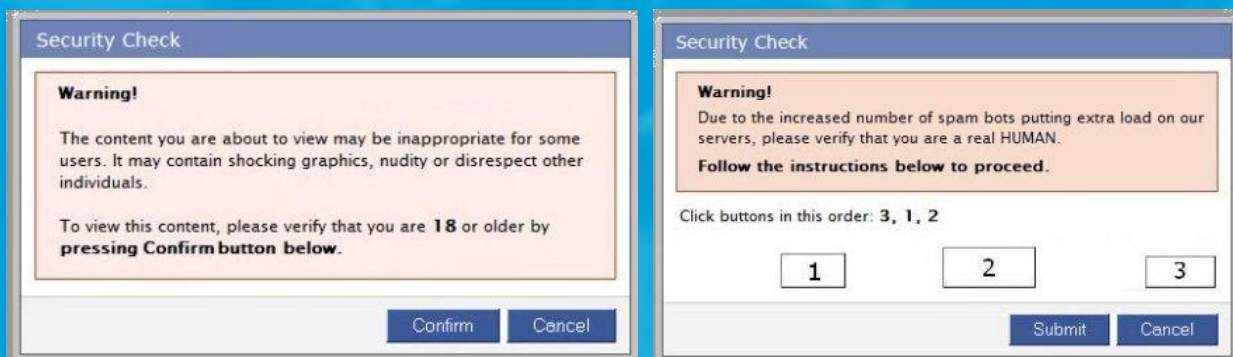 Security Check
Warning!
The content you are about to view may be inappropriate for some
users. It may contain shocking graphics, nudity or disrespect other
individuals.
To view this content, please verify that you are 18 or older by
pressing Confirm button below.
Confirm Cancel
Security Check
Warning!
Due to the increased number of spam bots putting extra load on our
servers, please verify that you are a real HUMAN.
Follow the instructions below to proceed.
Click buttons in this order: 3, 1, 2
1 2 3
Submit Cancel